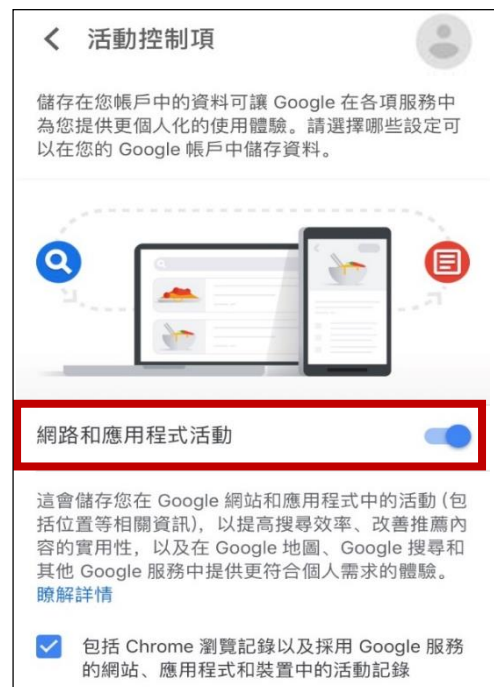 活動控制項
儲存在您帳戶中的資料可讓 Google 在各項服務中
為您提供更個人化的使用體驗。請選擇哪些設定可
以在您的 Google 帳戶中儲存資料。
網路和應用程式活動
這會儲存您在 Google 網站和應用程式中的活動 (包
括位置等相關資訊)，以提高搜尋效率、改善推薦內
容的實用性，以及在 Google 地圖、Google 搜尋和
其他 Google 服務中提供更符合個人需求的體驗。
瞭解詳情
包括 Chrome 瀏覽記錄以及採用 Google 服務
的網站、應用程式和裝置中的活動記錄